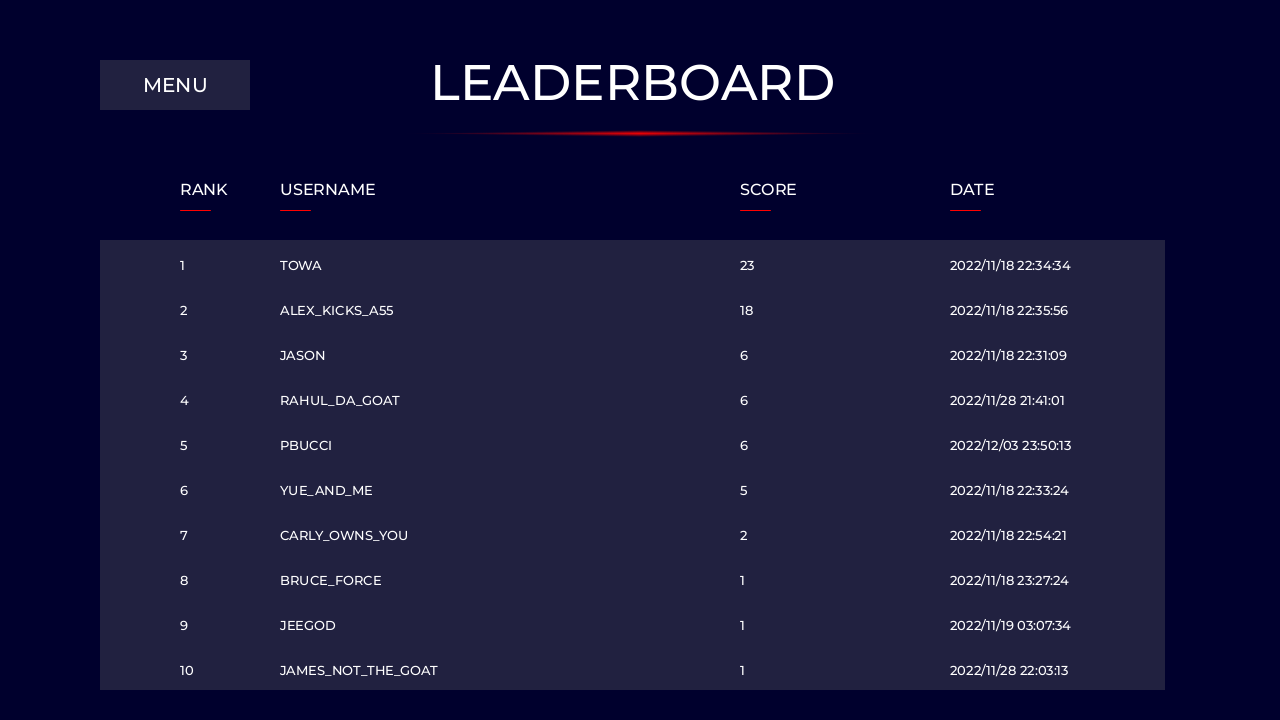 MENU
LEADERBOARD
RANK USERNAME SCORE DATE
1 TOWA 23 2022/11/18 22:34:34
2 ALEX_KICKS_A55 18 2022/11/18 22:35:56
3 JASON 6 2022/11/18 22:31:09
4 RAHUL_DA_GOAT 6 2022/11/28 21:41:01
5 PBUCCI 6 2022/12/03 23:50:13
6 YUE_AND_ME 5 2022/11/18 22:33:24
7 CARLY_OWNS_YOU 2 2022/11/18 22:54:21
8 BRUCE_FORCE 1 2022/11/18 23:27:24
9 JEEGOD 1 2022/11/19 03:07:34
10 JAMES_NOT_THE_GOAT 1 2022/11/28 22:03:13